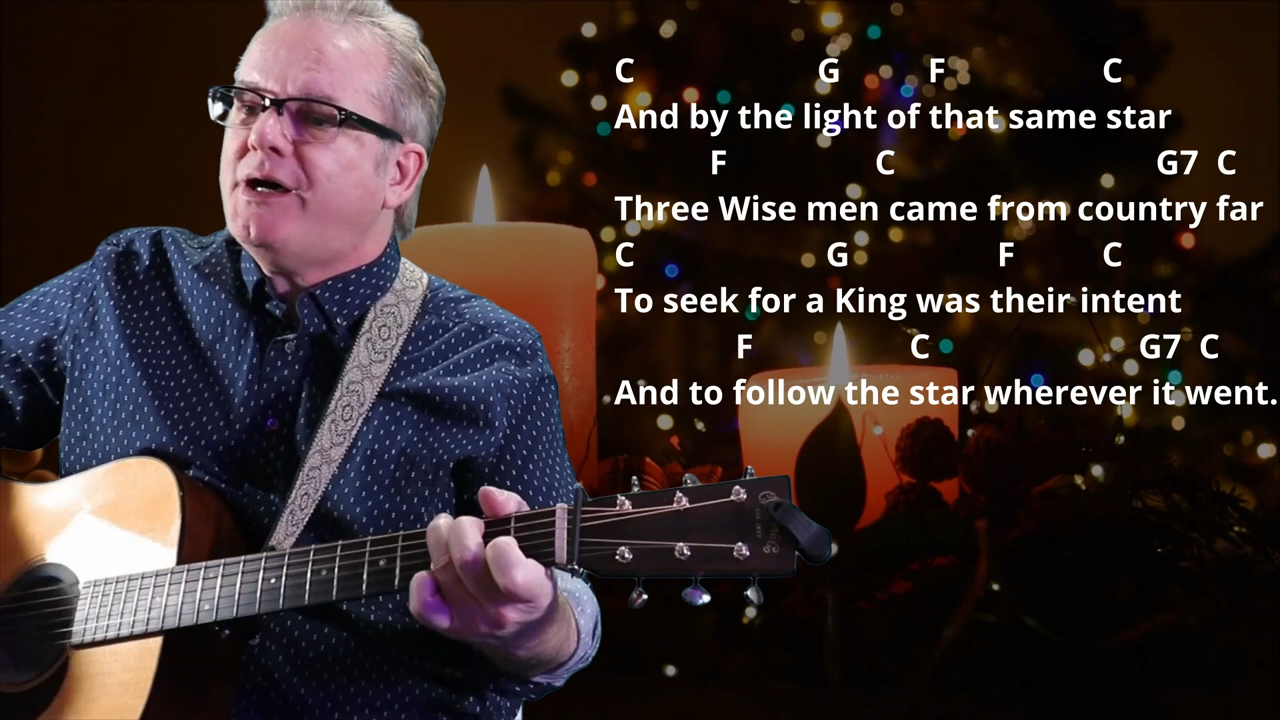 C G F C
And by the light of that same star
F C G7 C
Three Wise men came from country far
C G F C
To seek for a King was their intent
F C G7 C
And to follow the star wherever it went.